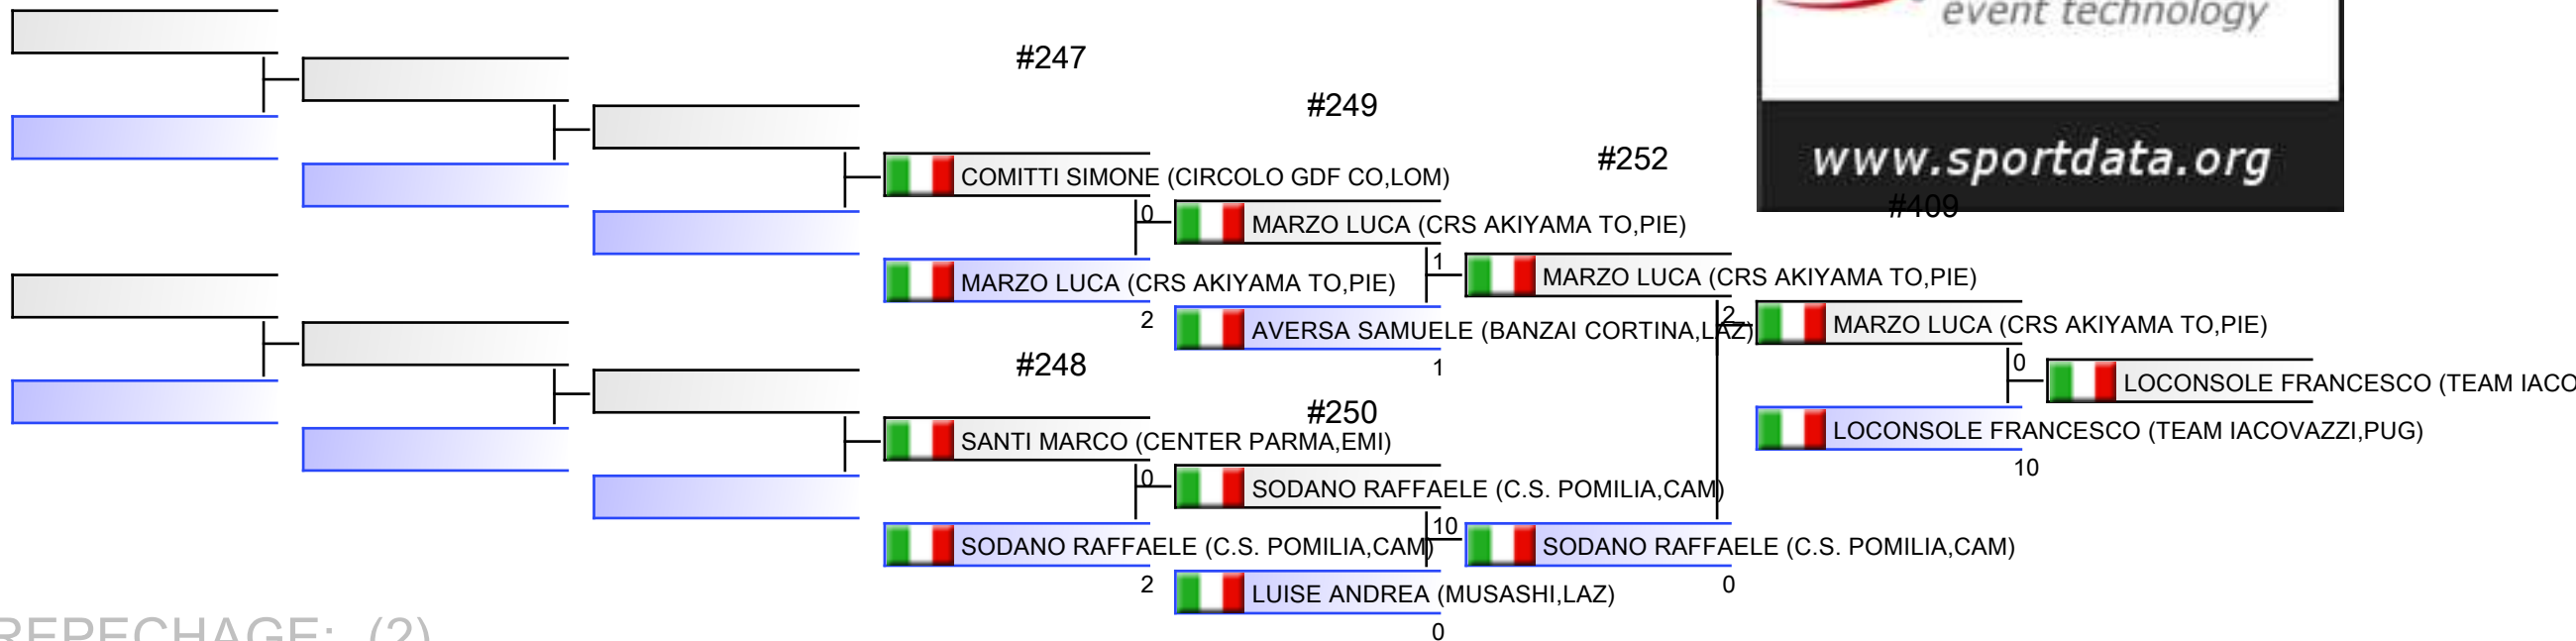 event technology
#247
#249
www.sportdata.org
#252
COMITTI SIMONE (CIRCOLO GDF CO,LOM)
#409
0
MARZO LUCA (CRS AKIYAMA TO,PIE)
1
MARZO LUCA (CRS AKIYAMA TO,PIE)
MARZO LUCA (CRS AKIYAMA TO,PIE)
2
2
AVERSA SAMUELE (BANZAI CORTINA,LAZ)
MARZO LUCA (CRS AKIYAMA TO,PIE)
#248
1
0
LOCONSOLE FRANCESCO (TEAM IACO
#250
SANTI MARCO (CENTER PARMA,EMI)
LOCONSOLE FRANCESCO (TEAM IACOVAZZI,PUG)
10
0
SODANO RAFFAELE (C.S. POMILIA,CAM)
10
SODANO RAFFAELE (C.S. POMILIA,CAM)
SODANO RAFFAELE (C.S. POMILIA,CAM)
2
LUISE ANDREA (MUSASHI,LAZ)
0
0
REPECHAGE: (2)